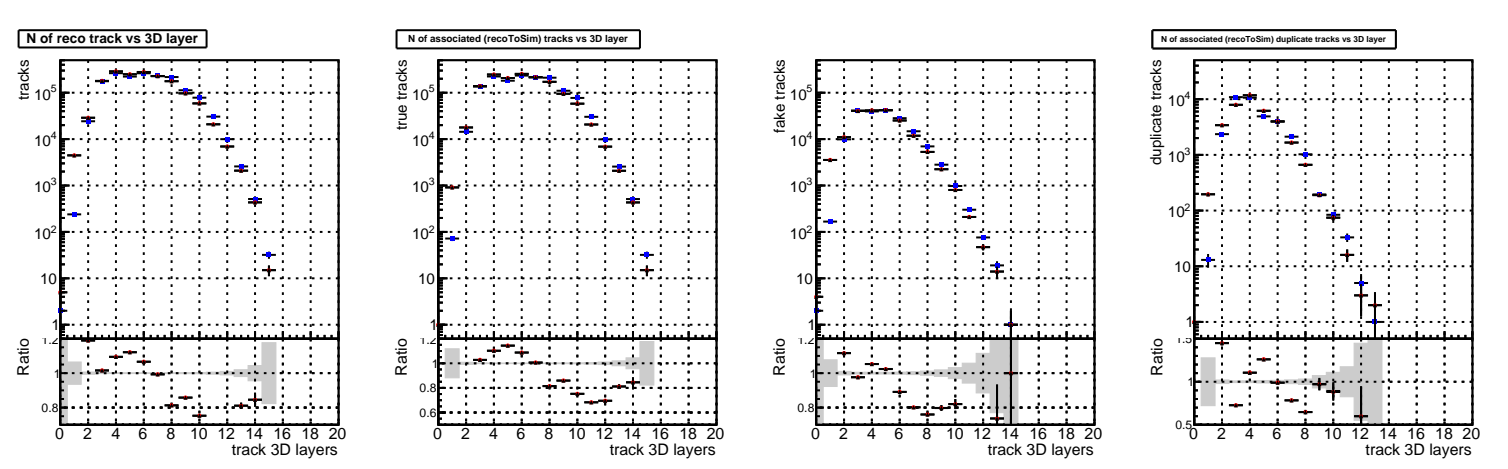 N of reco track vs 3D layer
tracks
10^5
10^4
10^3
10^2
10
1
1.2
1
0.8
Ratio
0 2 4 6 8 10 12 14 16 18 20
track 3D layers
N of associated (recoToSim) tracks vs 3D layer
true tracks
10^5
10^4
10^3
10^2
10
1
1.2
1
0.8
0.6
Ratio
0 2 4 6 8 10 12 14 16 18 20
track 3D layers
fake tracks
10^5
10^4
10^3
10^2
10
1
1.2
1
0.8
Ratio
0 2 4 6 8 10 12 14 16 18 20
track 3D layers
N of associated (recoToSim) duplicate tracks vs 3D layer
duplicate tracks
10^4
10^3
10^2
10
1
1.5
1
0.5
Ratio
0 2 4 6 8 10 12 14 16 18 20
track 3D layers